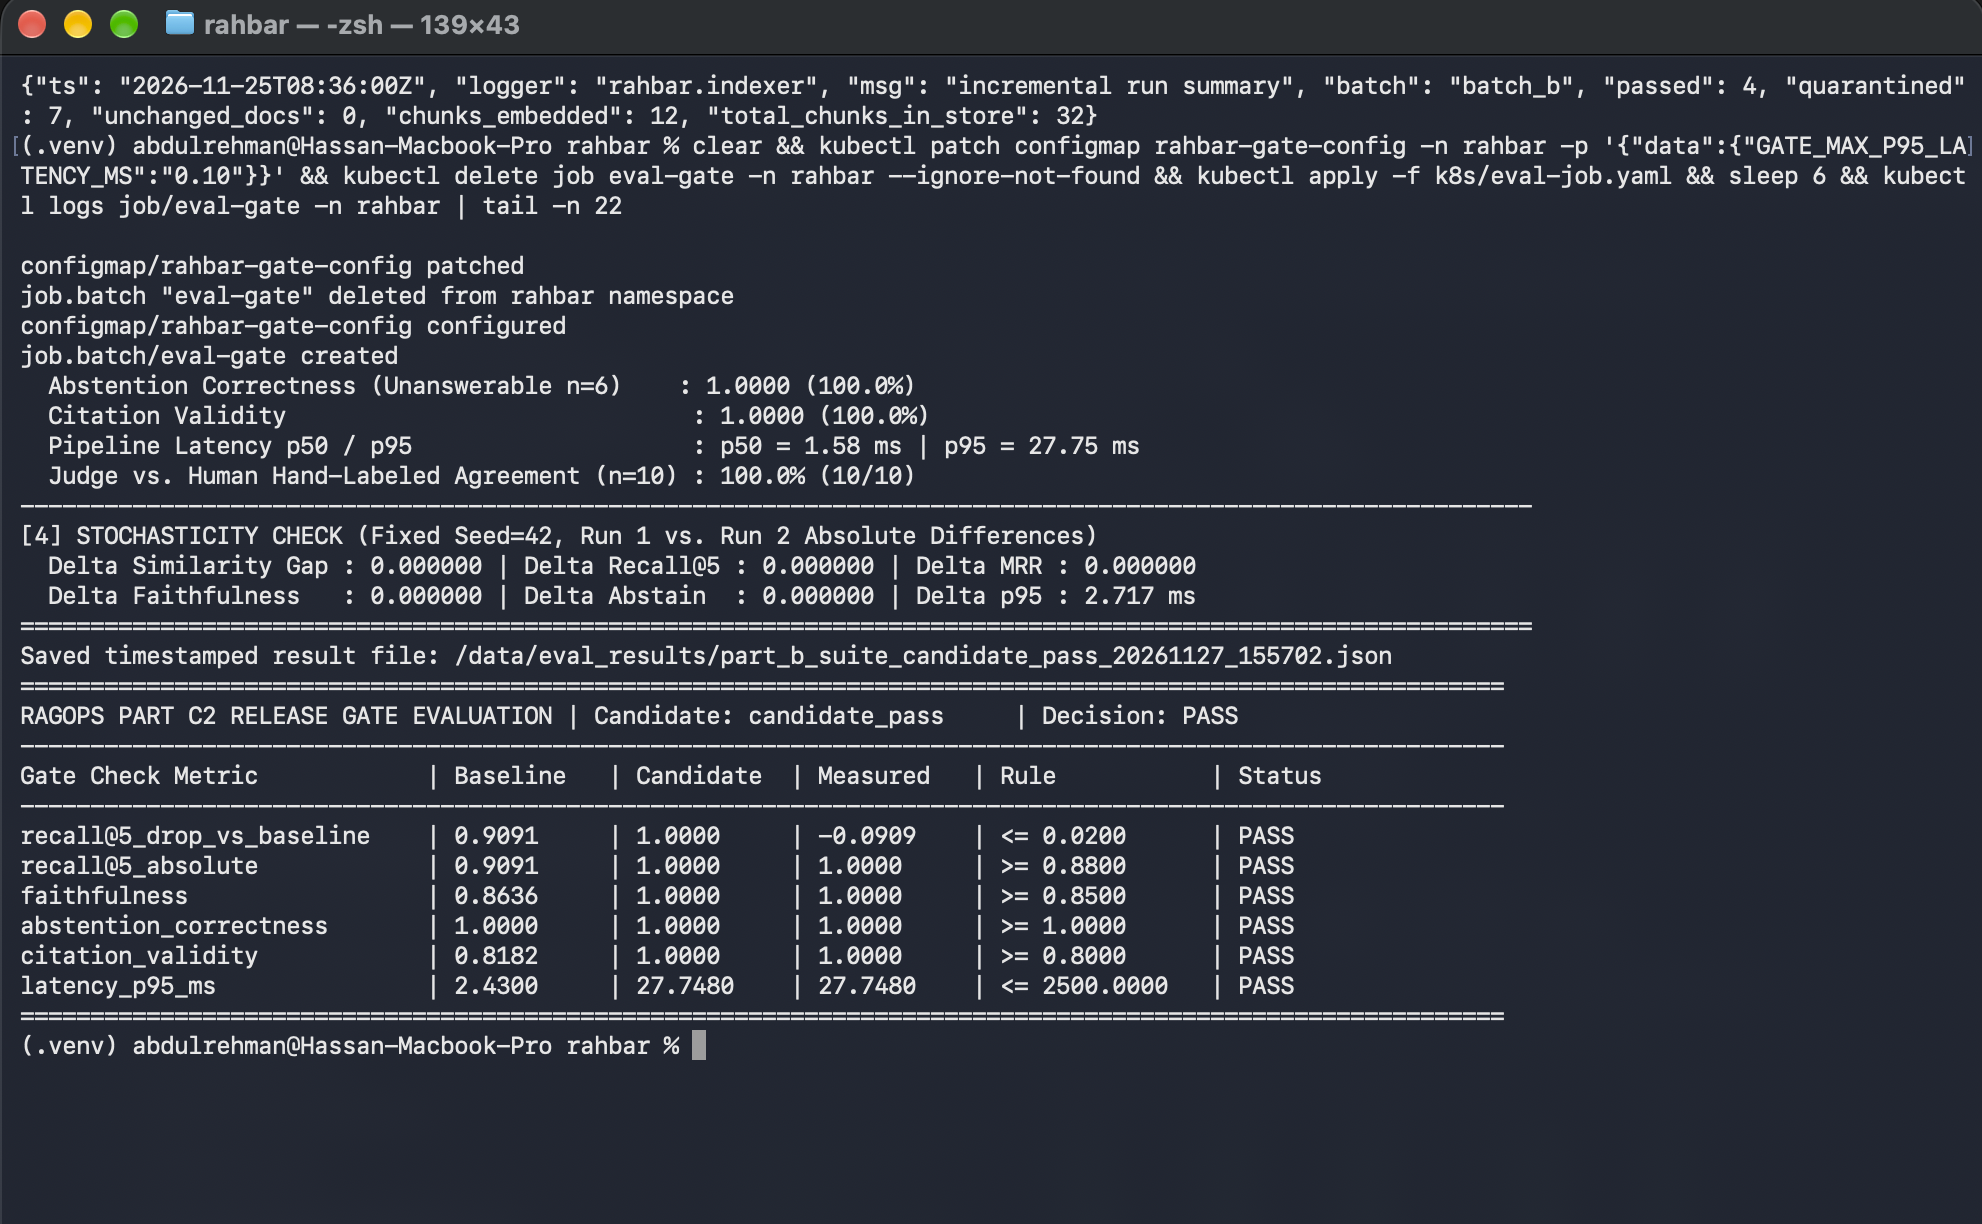 rahbar — -zsh — 139×43
{"ts": "2026-11-25T08:36:00Z", "logger": "rahbar.indexer", "msg": "incremental run summary", "batch": "batch_b", "passed": 4, "quarantined"
: 7, "unchanged_docs": 0, "chunks_embedded": 12, "total_chunks_in_store": 32}
[(.venv) abdulrehman@Hassan-Macbook-Pro rahbar % clear && kubectl patch configmap rahbar-gate-config -n rahbar -p '{"data":{"GATE_MAX_P95_LA]
TENCY_MS":"0.10"}}' && kubectl delete job eval-gate -n rahbar --ignore-not-found && kubectl apply -f k8s/eval-job.yaml && sleep 6 && kubect
l logs job/eval-gate -n rahbar | tail -n 22
configmap/rahbar-gate-config patched
job.batch "eval-gate" deleted from rahbar namespace
configmap/rahbar-gate-config configured
job.batch/eval-gate created
  Abstention Correctness (Unanswerable n=6)    : 1.0000 (100.0%)
  Citation Validity                             : 1.0000 (100.0%)
  Pipeline Latency p50 / p95                    : p50 = 1.58 ms | p95 = 27.75 ms
  Judge vs. Human Hand-Labeled Agreement (n=10) : 100.0% (10/10)
------------------------------------------------------------------------------------------------------------
[4] STOCHASTICITY CHECK (Fixed Seed=42, Run 1 vs. Run 2 Absolute Differences)
  Delta Similarity Gap : 0.000000 | Delta Recall@5 : 0.000000 | Delta MRR : 0.000000
  Delta Faithfulness   : 0.000000 | Delta Abstain  : 0.000000 | Delta p95 : 2.717 ms
============================================================================================================
Saved timestamped result file: /data/eval_results/part_b_suite_candidate_pass_20261127_155702.json
==========================================================================================================
RAGOPS PART C2 RELEASE GATE EVALUATION | Candidate: candidate_pass     | Decision: PASS
----------------------------------------------------------------------------------------------------------
Gate Check Metric            | Baseline   | Candidate  | Measured   | Rule           | Status
----------------------------------------------------------------------------------------------------------
recall@5_drop_vs_baseline    | 0.9091     | 1.0000     | -0.0909    | <= 0.0200      | PASS
recall@5_absolute            | 0.9091     | 1.0000     | 1.0000     | >= 0.8800      | PASS
faithfulness                 | 0.8636     | 1.0000     | 1.0000     | >= 0.8500      | PASS
abstention_correctness       | 1.0000     | 1.0000     | 1.0000     | >= 1.0000      | PASS
citation_validity            | 0.8182     | 1.0000     | 1.0000     | >= 0.8000      | PASS
latency_p95_ms               | 2.4300     | 27.7480    | 27.7480    | <= 2500.0000   | PASS
==========================================================================================================
(.venv) abdulrehman@Hassan-Macbook-Pro rahbar %